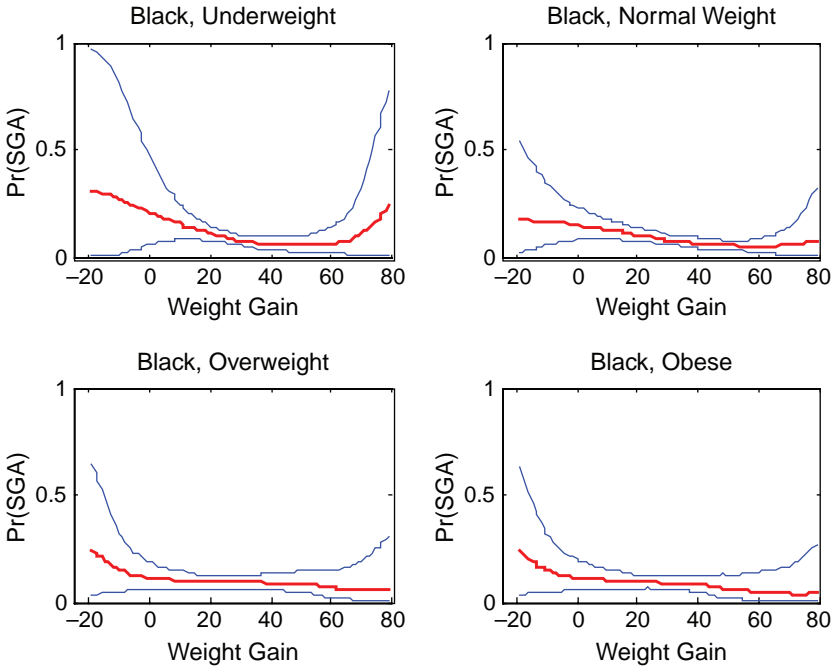 Black, Underweight
Black, Normal Weight
Pr(SGA)
1
0.5
0
–20 0 20 40 60 80
Weight Gain
Pr(SGA)
1
0.5
0
–20 0 20 40 60 80
Weight Gain
Black, Overweight
Black, Obese
Pr(SGA)
1
0.5
0
–20 0 20 40 60 80
Weight Gain
Pr(SGA)
1
0.5
0
–20 0 20 40 60 80
Weight Gain